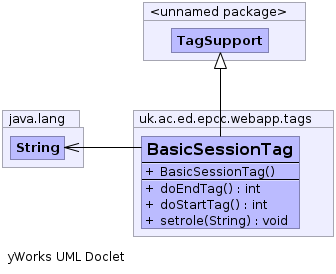 <unnamed package>
TagSupport
java.lang
String
uk.ac.ed.epcc.webapp.tags
BasicSessionTag
+ BasicSessionTag()
+ doEndTag() : int
+ doStartTag() : int
+ setrole(String) : void
yWorks UML Doclet